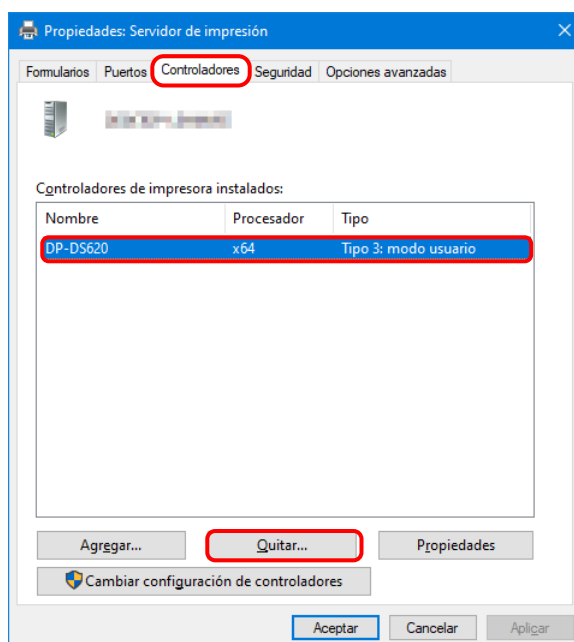 Propiedades: Servidor de impresión
Formularios Puertos Controladores Seguridad Opciones avanzadas
Controladores de impresora instalados:
Nombre Procesador Tipo
DP-DS620 x64 Tipo 3: modo usuario
Agregar... Quitar... Propiedades
Cambiar configuración de controladores
Aceptar Cancelar Aplicar